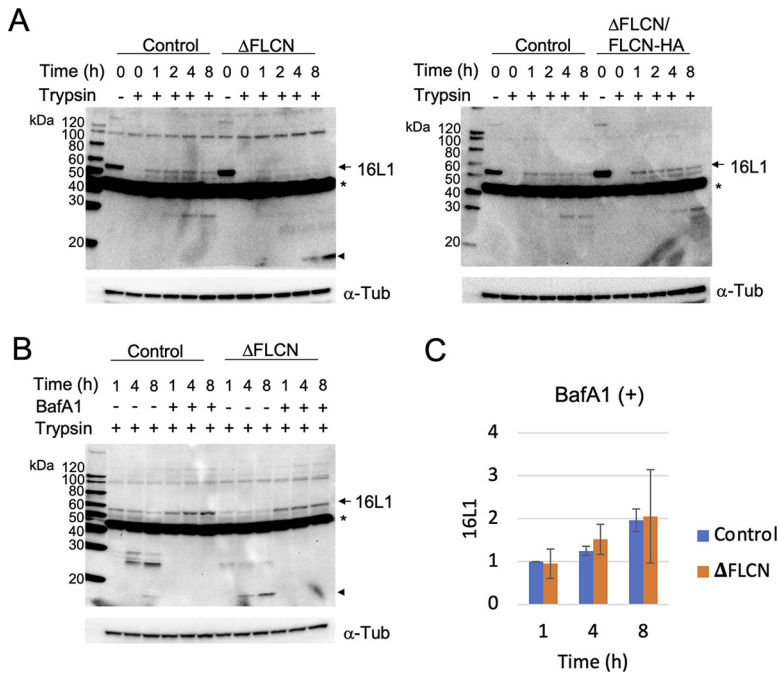 A
Control ΔFLCN
Time (h) 0 0 1 2 4 8 0 0 1 2 4 8
Trypsin - + + + + + - + + + + +
kDa
120
80
60
50
40
30
20
16L1
*
α-Tub
ΔFLCN/
Control FLCN-HA
Time (h) 0 0 1 2 4 8 0 0 1 2 4 8
Trypsin - + + + + + - + + + + +
kDa
120
100
80
60
50
40
30
20
16L1
*
α-Tub
B
Control ΔFLCN
Time (h) 1 4 8 1 4 8 1 4 8 1 4 8
BafA1 - - - + + + - - - + + +
Trypsin + + + + + + + + + + + +
kDa
120
100
80
60
50
40
30
20
16L1
*
α-Tub
C
BafA1 (+)
4
3
2
1
0
16L1
1 4 8
Time (h)
Control
ΔFLCN